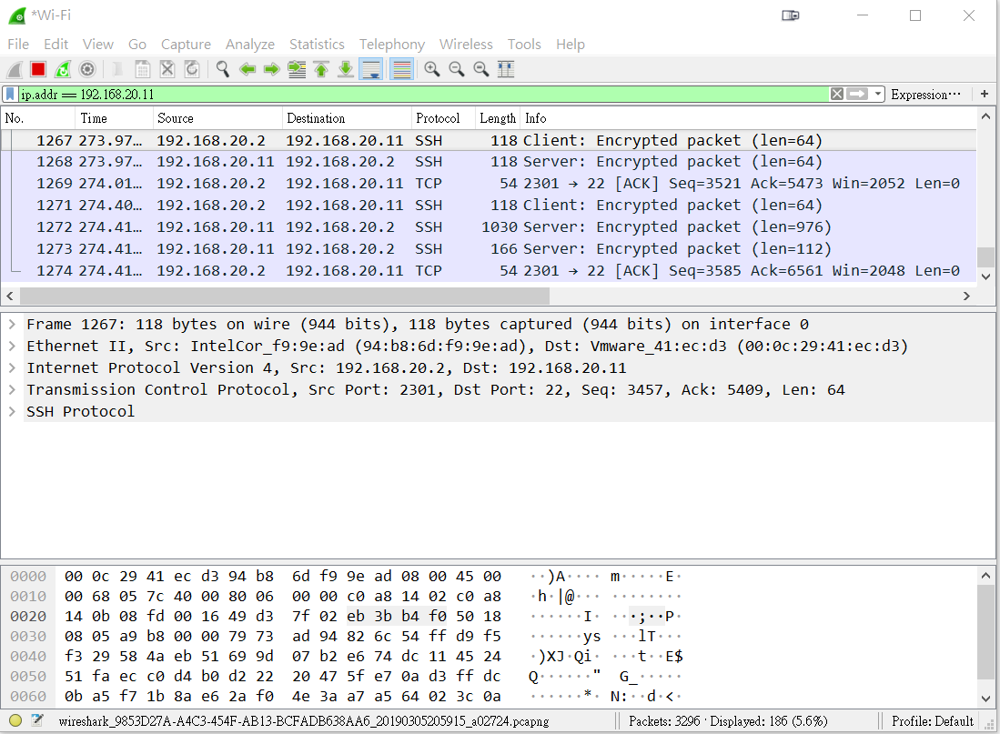 *Wi-Fi
File Edit View Go Capture Analyze Statistics Telephony Wireless Tools Help
ip.addr == 192.168.20.11 Expression… +
No. Time Source Destination Protocol Length Info
1267 273.97… 192.168.20.2 192.168.20.11 SSH 118 Client: Encrypted packet (len=64)
1268 273.97… 192.168.20.11 192.168.20.2 SSH 118 Server: Encrypted packet (len=64)
1269 274.01… 192.168.20.2 192.168.20.11 TCP 54 2301 → 22 [ACK] Seq=3521 Ack=5473 Win=2052 Len=0
1271 274.40… 192.168.20.2 192.168.20.11 SSH 118 Client: Encrypted packet (len=64)
1272 274.41… 192.168.20.11 192.168.20.2 SSH 1030 Server: Encrypted packet (len=976)
1273 274.41… 192.168.20.11 192.168.20.2 SSH 166 Server: Encrypted packet (len=112)
1274 274.41… 192.168.20.2 192.168.20.11 TCP 54 2301 → 22 [ACK] Seq=3585 Ack=6561 Win=2048 Len=0
Frame 1267: 118 bytes on wire (944 bits), 118 bytes captured (944 bits) on interface 0
Ethernet II, Src: IntelCor_f9:9e:ad (94:b8:6d:f9:9e:ad), Dst: Vmware_41:ec:d3 (00:0c:29:41:ec:d3)
Internet Protocol Version 4, Src: 192.168.20.2, Dst: 192.168.20.11
Transmission Control Protocol, Src Port: 2301, Dst Port: 22, Seq: 3457, Ack: 5409, Len: 64
SSH Protocol
0000 00 0c 29 41 ec d3 94 b8 6d f9 9e ad 08 00 45 00 ··)A···· m·····E·
0010 00 68 05 7c 40 00 80 06 00 00 c0 a8 14 02 c0 a8 ·h·|@··· ········
0020 14 0b 08 fd 00 16 49 d3 7f 02 eb 3b b4 f0 50 18 ······I· ···;··P·
0030 08 05 a9 b8 00 00 79 73 ad 94 82 6c 54 ff d9 f5 ······ys ···lT···
0040 f3 29 58 4a eb 51 69 9d 07 b2 e6 74 dc 11 45 24 ·)XJ·Qi· ···t··E$
0050 51 fa ec c0 d4 b0 d2 22 20 47 5f e7 0a d3 ff dc Q······" G_·····
0060 0b a5 f7 1b 8a e6 2a f0 4e 3a a7 a5 64 02 3c 0a ······*· N:··d·<·
wireshark_9853D27A-A4C3-454F-AB13-BCFADB638AA6_20190305205915_a02724.pcapng Packets: 3296 · Displayed: 186 (5.6%) Profile: Default